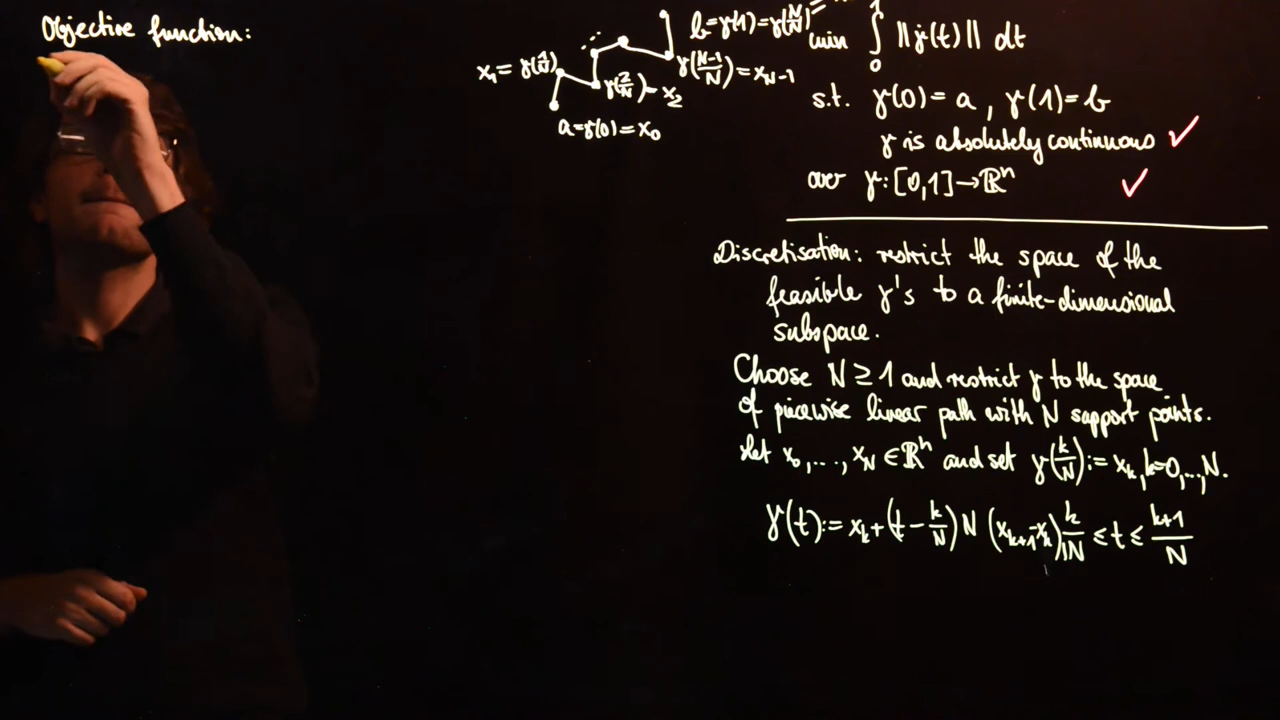 Objective function:
b=γ(1)=γ(N/N)=
x₁=γ(1/N)
γ(2/N)=x₂
γ(N-1/N)=x_{N-1}
a=γ(0)=x₀
min ∫₀¹ ||γ̇(t)|| dt
s.t. γ(0)=a, γ(1)=b
γ is absolutely continuous ✓
over γ:[0,1]→ℝⁿ ✓
Discretisation: restrict the space of the
feasible γ's to a finite-dimensional
subspace.
Choose N≥1 and restrict γ to the space
of piecewise linear path with N support points.
Let x₀,...,x_N∈ℝⁿ and set γ(k/N):=x_k, k=0,...,N.
γ(t):=x_k+(t-k/N)N(x_{k+1}-x_k), k/N≤t≤(k+1)/N